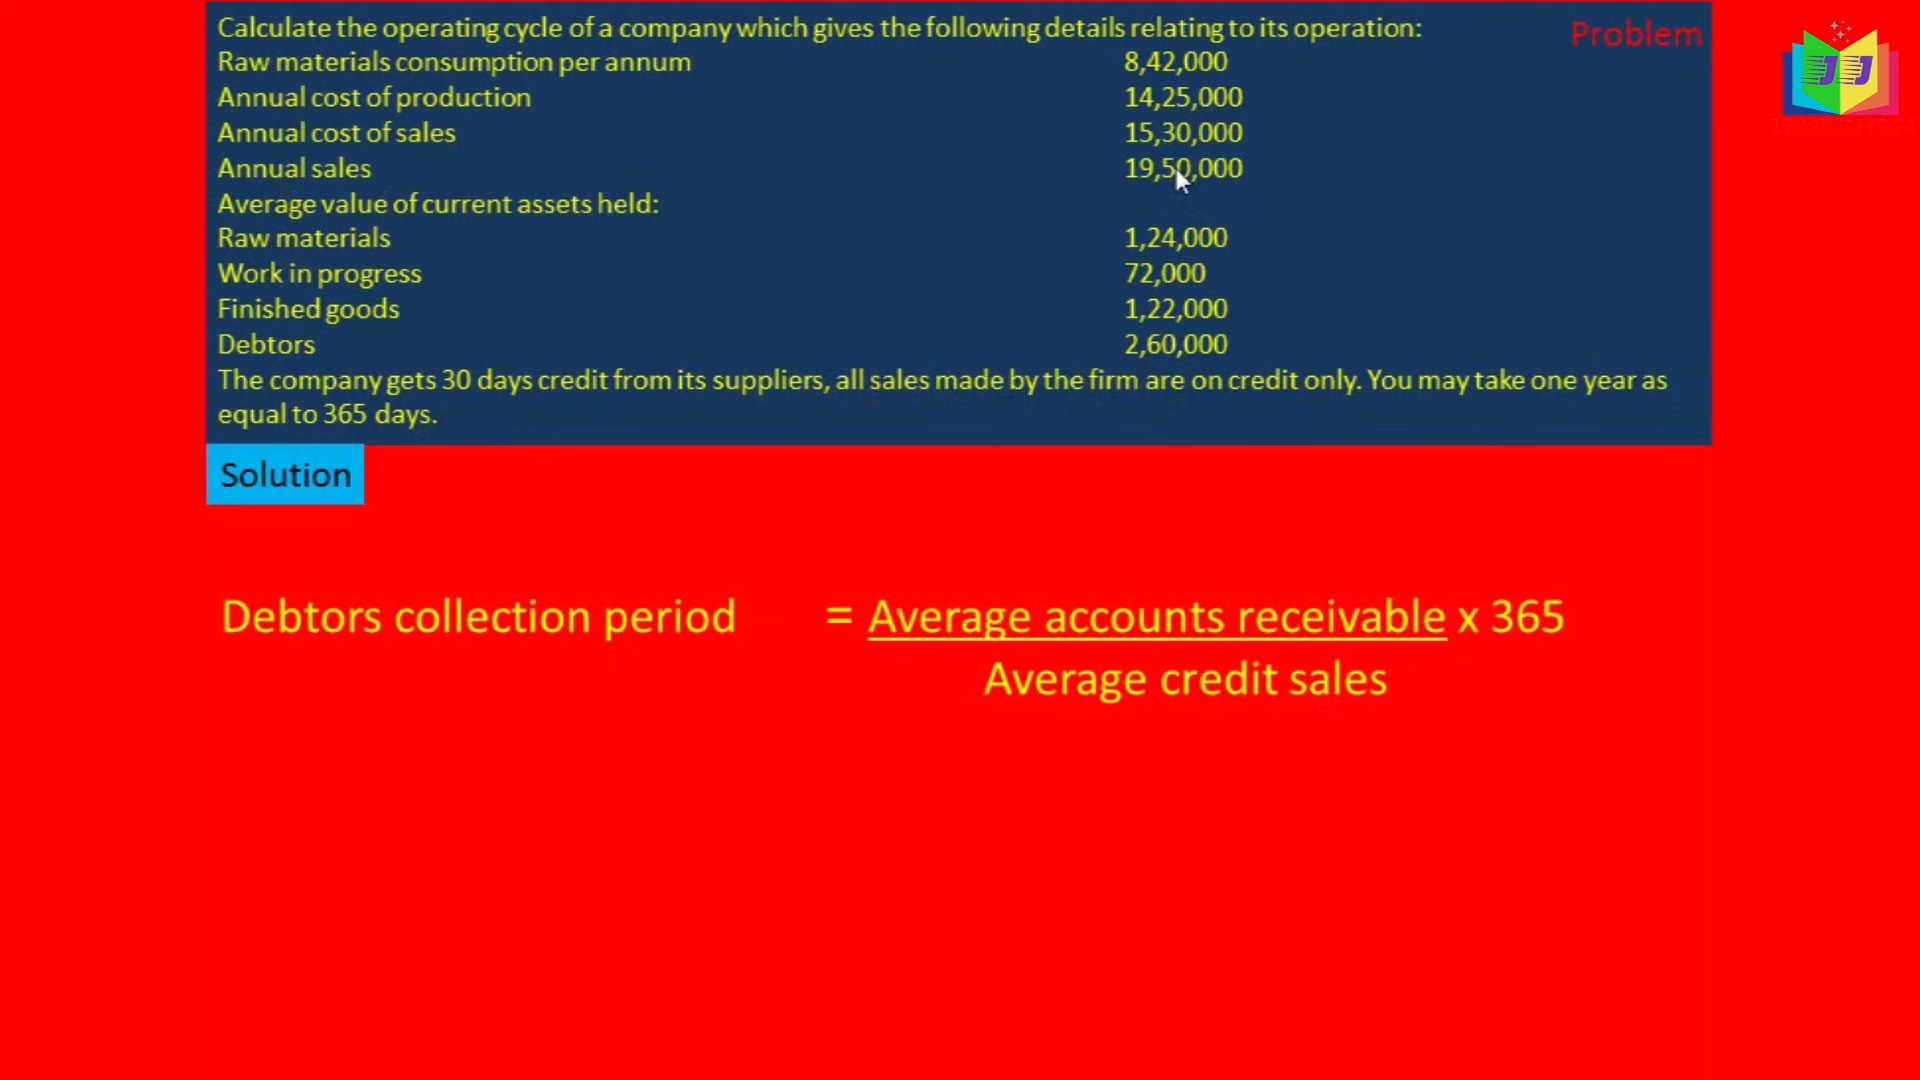 Calculate the operating cycle of a company which gives the following details relating to its operation:
Problem
Raw materials consumption per annum 8,42,000
Annual cost of production 14,25,000
Annual cost of sales 15,30,000
Annual sales 19,50,000
Average value of current assets held:
Raw materials 1,24,000
Work in progress 72,000
Finished goods 1,22,000
Debtors 2,60,000
The company gets 30 days credit from its suppliers, all sales made by the firm are on credit only. You may take one year as
equal to 365 days.
Solution
Debtors collection period = Average accounts receivable x 365
Average credit sales